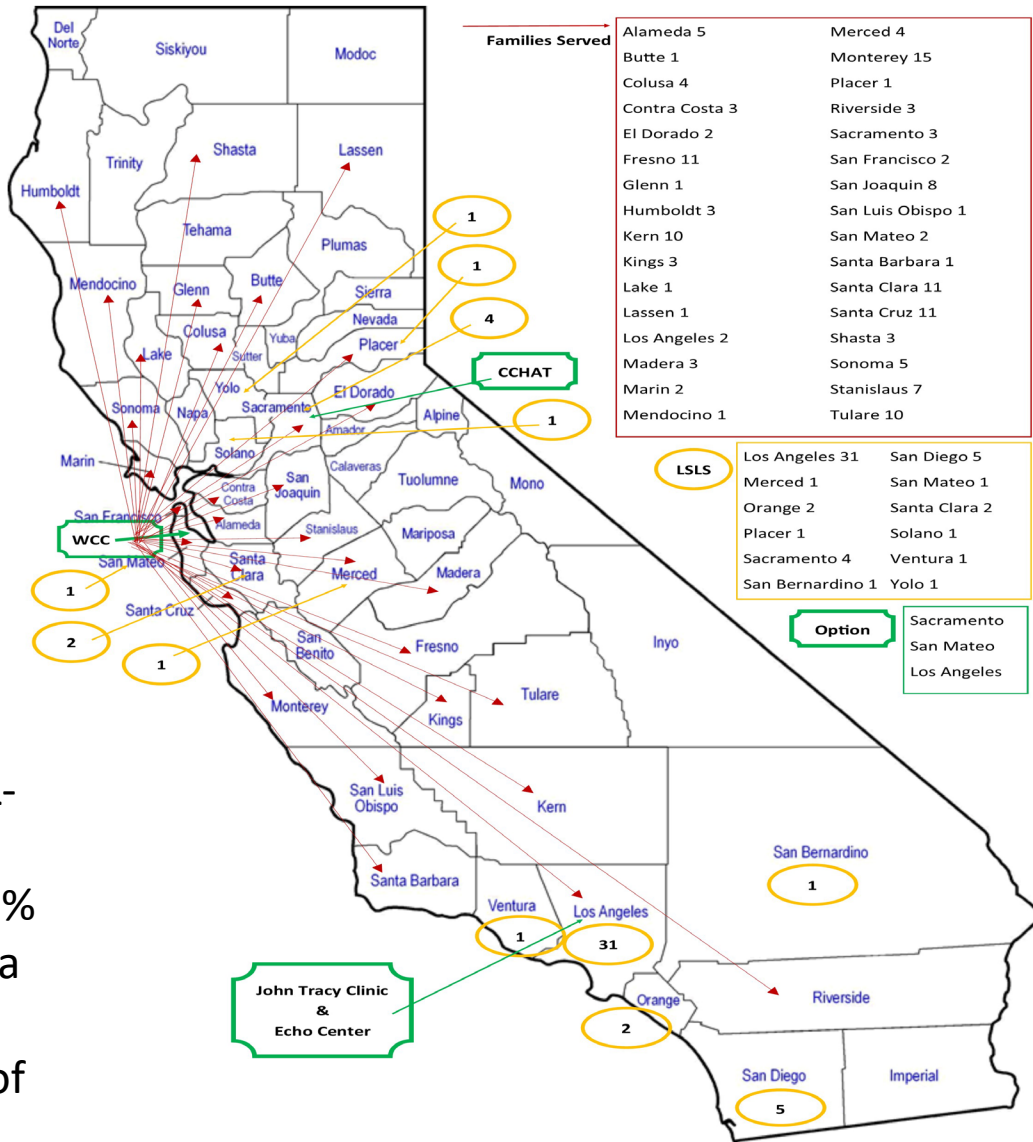 Del Norte
Siskiyou
Modoc
Families Served
Alameda 5
Butte 1
Colusa 4
Contra Costa 3
El Dorado 2
Fresno 11
Glenn 1
Humboldt 3
Kern 10
Kings 3
Lake 1
Lassen 1
Los Angeles 2
Madera 3
Marin 2
Mendocino 1
Merced 4
Monterey 15
Placer 1
Riverside 3
Sacramento 3
San Francisco 2
San Joaquin 8
San Luis Obispo 1
San Mateo 2
Santa Barbara 1
Santa Clara 11
Santa Cruz 11
Shasta 3
Sonoma 5
Stanislaus 7
Tulare 10
Trinity
Shasta
Lassen
Humboldt
Tehama
Plumas
1
Mendocino
Glenn
Butte
1
Sierra
Colusa
Nevada
4
Lake
Sutter
Yuba
Placer
CCHAT
Yolo
El Dorado
Sonoma
Napa
Sacramento
Alpine
1
Amador
Solano
Marin
Calaveras
Contra
Costa
San
Joaquin
Tuolumne
Mono
San Francisco
Alameda
Stanislaus
Mariposa
WCC
San Mateo
Santa
Clara
Merced
Madera
1
Santa Cruz
2
1
San
Benito
Fresno
Inyo
Monterey
Kings
Tulare
LSLS
Los Angeles 31
Merced 1
Orange 2
Placer 1
Sacramento 4
San Bernardino 1
San Diego 5
San Mateo 1
Santa Clara 2
Solano 1
Ventura 1
Yolo 1
Option
Sacramento
San Mateo
Los Angeles
San Luis
Obispo
Kern
San Bernardino
1
Santa Barbara
Ventura
1
Los Angeles
31
John Tracy Clinic
&
Echo Center
Orange
2
Riverside
San Diego
5
Imperial
-
%
a
of